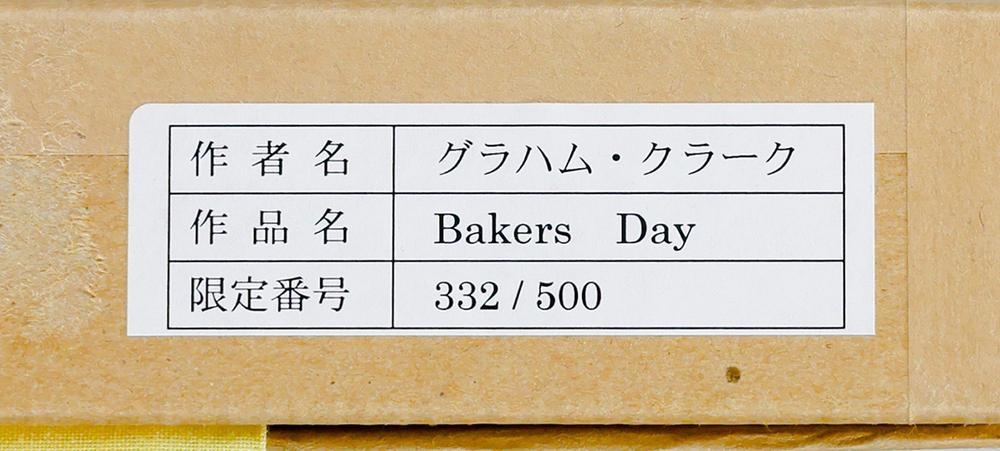 作者名 グラハム・クラーク
作品名 Bakers Day
限定番号 332 / 500